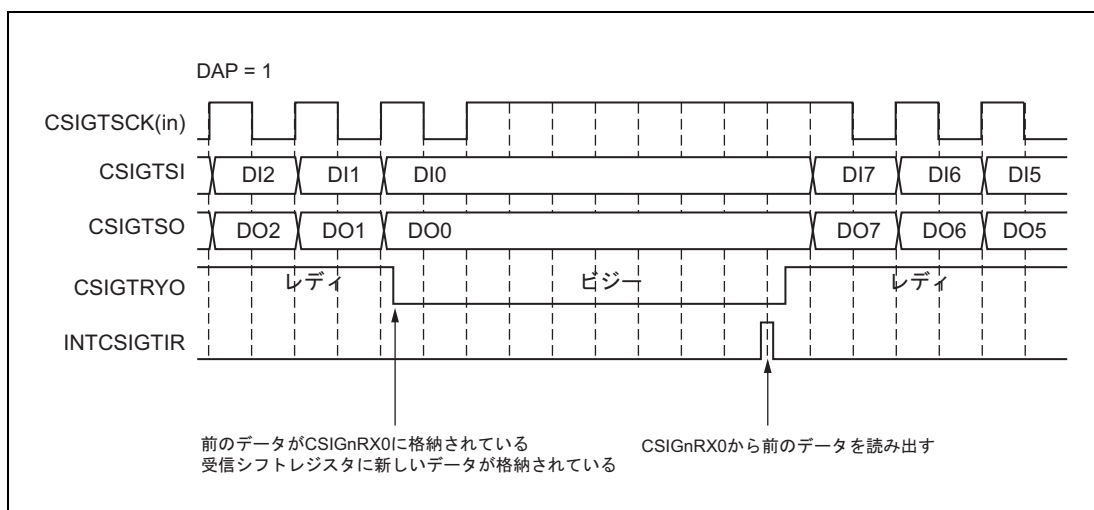 DAP = 1
CSIGTSCK(in)
CSIGTSI DI2 DI1 DI0 DI7 DI6 DI5
CSIGTSO DO2 DO1 DO0 DO7 DO6 DO5
CSIGTRYO レディ ビジー レディ
INTCSIGTIR
前のデータがCSIGnRX0に格納されている
受信シフトレジスタに新しいデータが格納されている
CSIGnRX0から前のデータを読み出す